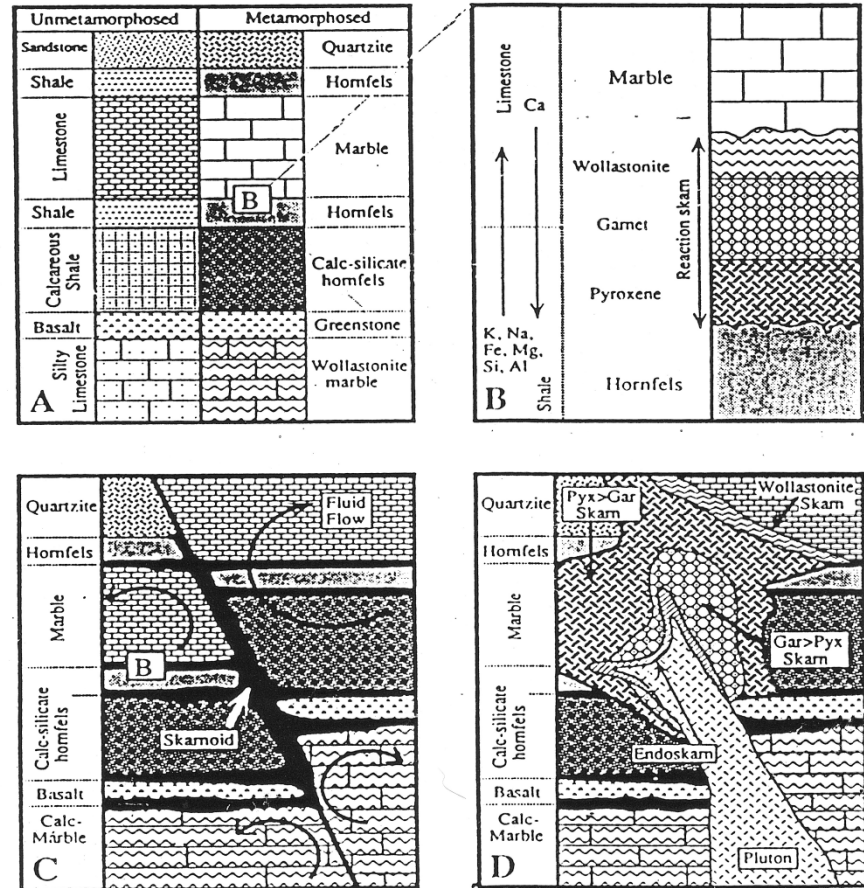 Unmetamorphosed
Metamorphosed
Sandstone
Quartzite
Shale
Hornfels
Limestone
Marble
B
Shale
Hornfels
Calcareous
Shale
Calc-silicate
hornfels
Basalt
Greenstone
Silty
Limestone
Wollastonite
marble
A
Limestone
Ca
Marble
Wollastonite
Garnet
Reaction skarn
Pyroxene
K, Na,
Fe, Mg,
Si, Al
Shale
Hornfels
B
Quartzite
Fluid
Flow
Hornfels
Marble
B
Calc-silicate
hornfels
Skarnoid
Basalt
Calc-
Marble
C
Quartzite
Pyx>Gar
Skarn
Wollastonite
Skarn
Hornfels
Marble
Gar>Pyx
Skarn
Calc-silicate
hornfels
Endoskarn
Basalt
Calc-
Marble
D
Pluton